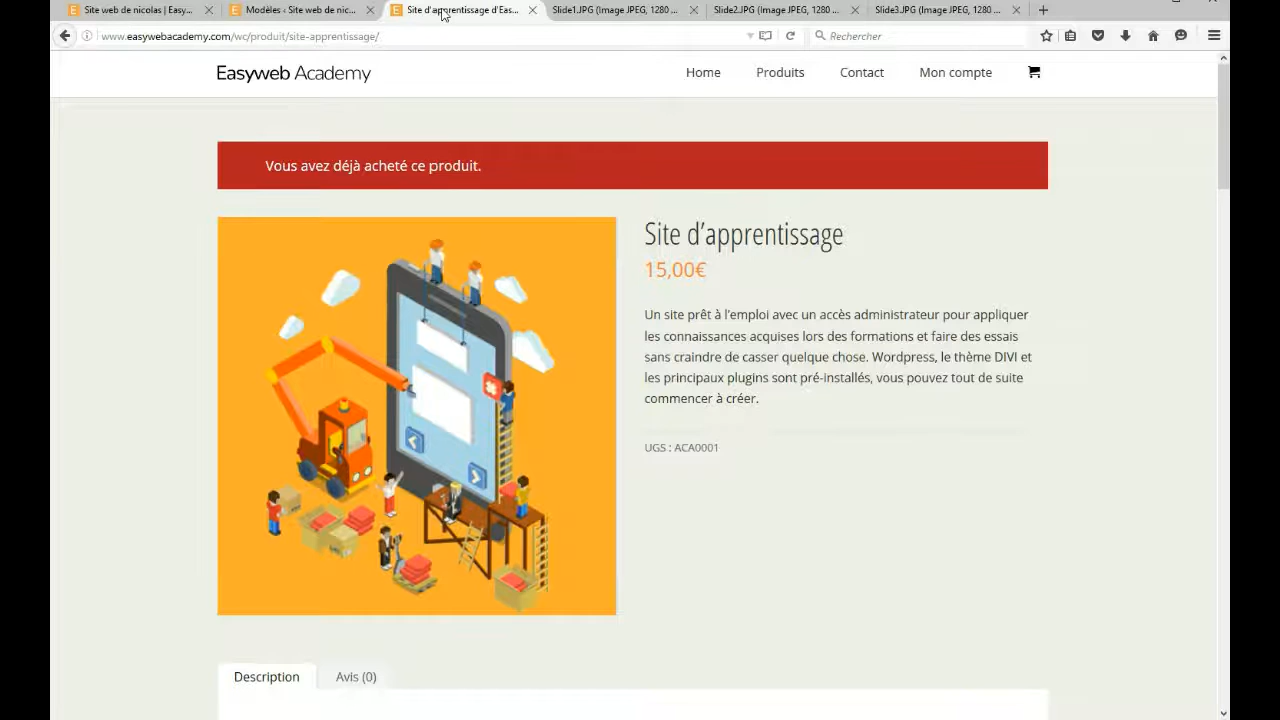 Site web de nicolas | Easy...
Modèles ‹ Site web de nic...
Site d'apprentissage d'Eas...
Slide1.JPG (Image JPEG, 1280 ...
Slide2.JPG (Image JPEG, 1280 ...
Slide3.JPG (Image JPEG, 1280 ...
www.easywebacademy.com/wc/produit/site-apprentissage/
Rechercher
Easyweb Academy
Home
Produits
Contact
Mon compte
Vous avez déjà acheté ce produit.
Site d’apprentissage
15,00€
Un site prêt à l’emploi avec un accès administrateur pour appliquer
les connaissances acquises lors des formations et faire des essais
sans craindre de casser quelque chose. Wordpress, le thème DIVI et
les principaux plugins sont pré-installés, vous pouvez tout de suite
commencer à créer.
UGS : ACA0001
Description
Avis (0)